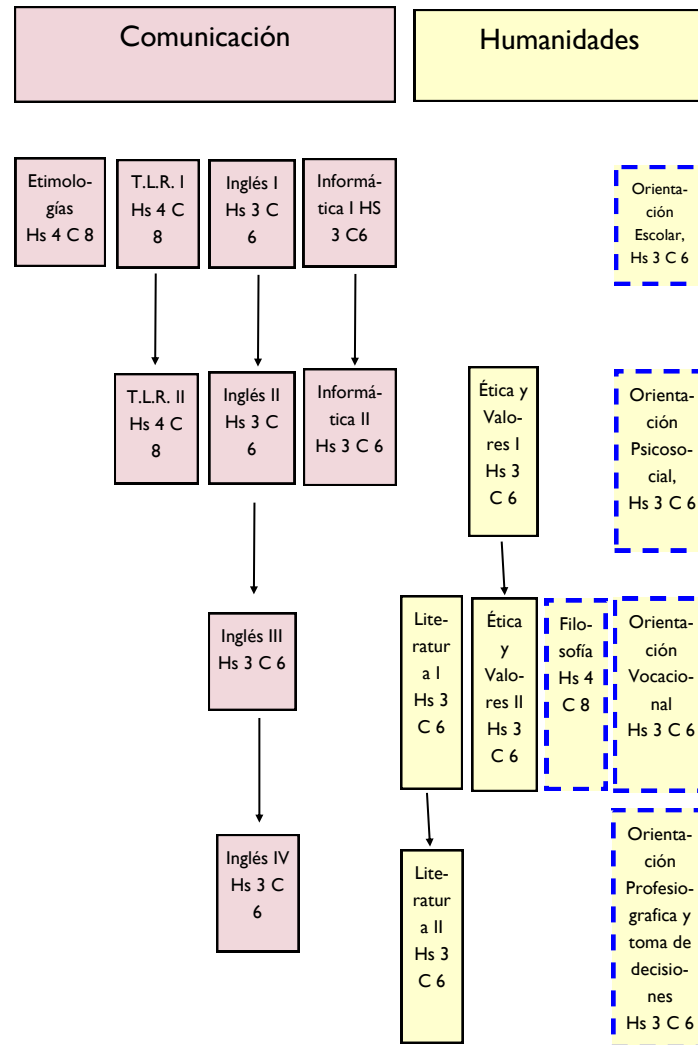 Comunicación
Humanidades
Etimolo-
gías
Hs 4 C 8
T.L.R. I
Hs 4 C
8
Inglés I
Hs 3 C
6
Informá-
tica I HS
3 C6
Orienta-
ción
Escolar,
Hs 3 C 6
T.L.R. II
Hs 4 C
8
Inglés II
Hs 3 C
6
Informá-
tica II
Hs 3 C 6
Ética y
Valo-
res I
Hs 3
C 6
Orienta-
ción
Psicoso-
cial,
Hs 3 C 6
Inglés III
Hs 3 C 6
Lite-
ratur
a I
Hs 3
C 6
Ética
y
Valo-
res II
Hs 3
C 6
Filo-
sofía
Hs 4
C 8
Orienta-
ción
Vocacio-
nal
Hs 3 C 6
Inglés IV
Hs 3 C
6
Lite-
ratur
a II
Hs 3
C 6
Orienta-
ción
Profesio-
grafica y
toma de
decisio-
nes
Hs 3 C 6